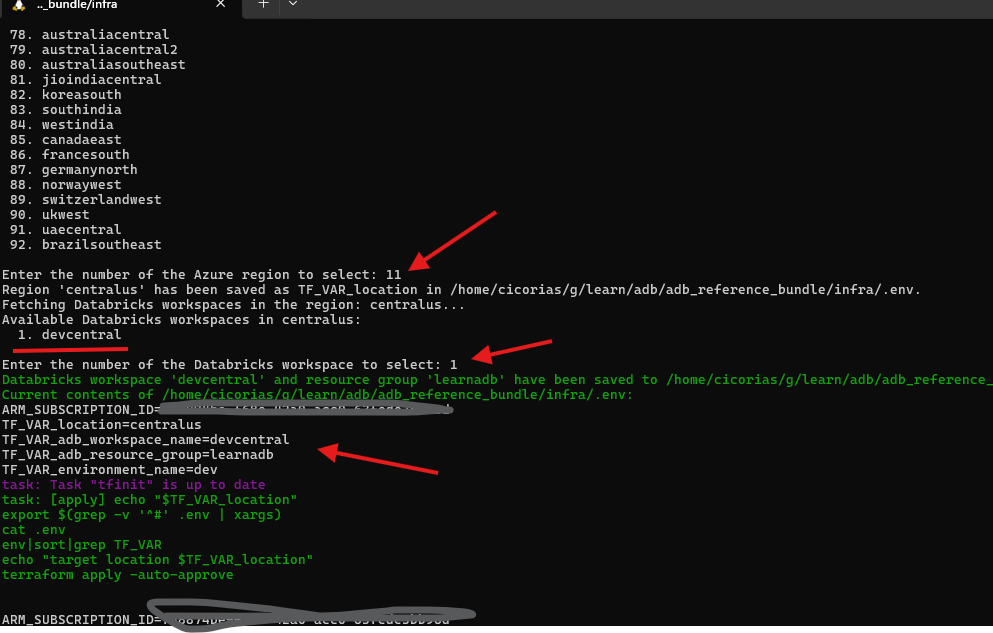 .._bundle/infra
78. australiacentral
79. australiacentral2
80. australiasoutheast
81. jioindiacentral
82. koreasouth
83. southindia
84. westindia
85. canadaeast
86. francesouth
87. germanynorth
88. norwaywest
89. switzerlandwest
90. ukwest
91. uaecentral
92. brazilsoutheast
Enter the number of the Azure region to select: 11
Region 'centralus' has been saved as TF_VAR_location in /home/cicorias/g/learn/adb/adb_reference_bundle/infra/.env.
Fetching Databricks workspaces in the region: centralus...
Available Databricks workspaces in centralus:
1. devcentral
Enter the number of the Databricks workspace to select: 1
Databricks workspace 'devcentral' and resource group 'learnadb' have been saved to /home/cicorias/g/learn/adb/adb_reference_
Current contents of /home/cicorias/g/learn/adb/adb_reference_bundle/infra/.env:
ARM_SUBSCRIPTION_ID=
TF_VAR_location=centralus
TF_VAR_adb_workspace_name=devcentral
TF_VAR_adb_resource_group=learnadb
TF_VAR_environment_name=dev
task: Task "tfinit" is up to date
task: [apply] echo "$TF_VAR_location"
export $(grep -v '^#' .env | xargs)
cat .env
env|sort|grep TF_VAR
echo "target location $TF_VAR_location"
terraform apply -auto-approve
ARM_SUBSCRIPTION_ID=